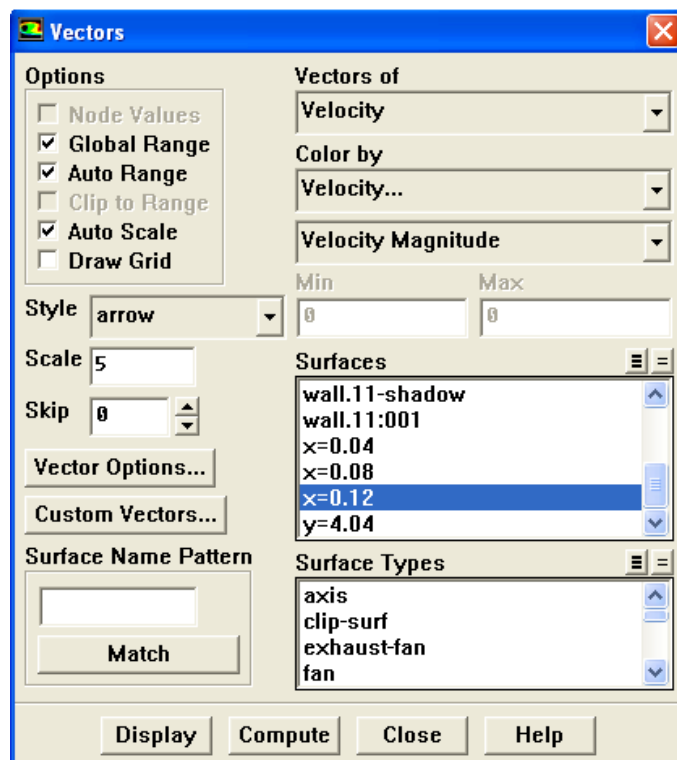 Vectors
Options
Node Values
Global Range
Auto Range
Clip to Range
Auto Scale
Draw Grid
Style
arrow
Scale
5
Skip
0
Vector Options...
Custom Vectors...
Surface Name Pattern
Match
Vectors of
Velocity
Color by
Velocity...
Velocity Magnitude
Min
Max
0
0
Surfaces
wall.11-shadow
wall.11:001
x=0.04
x=0.08
x=0.12
y=4.04
Surface Types
axis
clip-surf
exhaust-fan
fan
Display
Compute
Close
Help